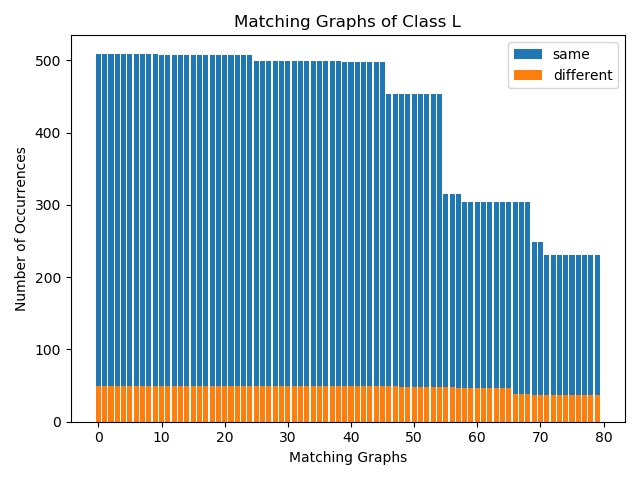 Matching Graphs of Class L
same
different
Number of Occurrences
500
400
300
200
100
0
0 10 20 30 40 50 60 70 80
Matching Graphs